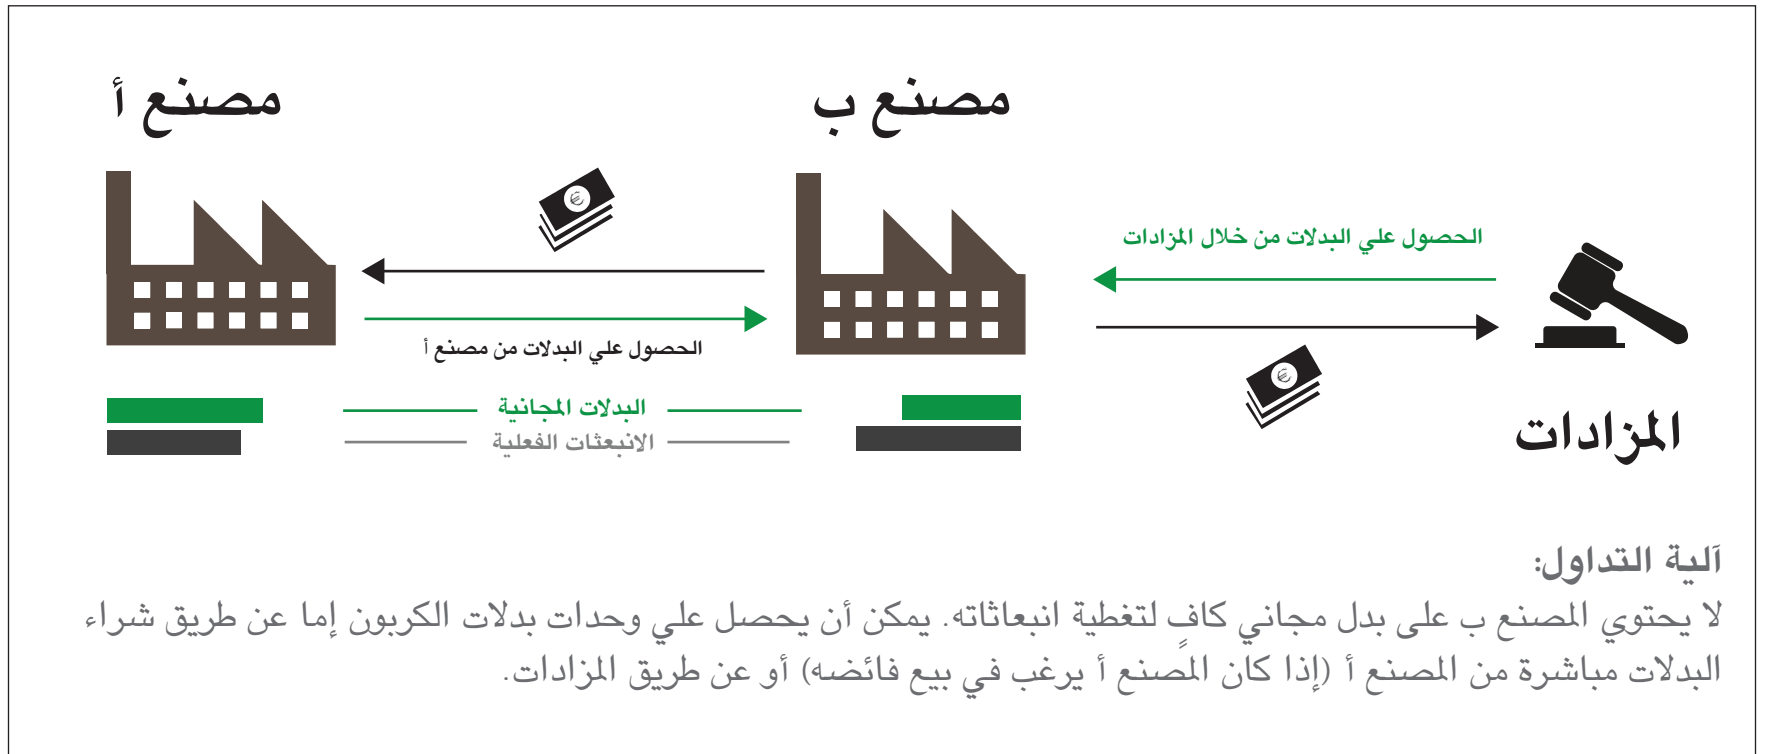 مصنع ب
مصنع أ
الحصول علي البدلات من خلال المزادات
الحصول علي البدلات من مصنع أ
البدلات المجانية
الانبعثات الفعلية
المزادات
آلية التداول:
لا يحتوي المصنع ب على بدل مجاني كافٍ لتغطية انبعاثاته. يمكن أن يحصل علي وحدات بدلات الكربون إما عن طريق شراء
البدلات مباشرة من المصنع أ (إذا كان المصنع أ يرغب في بيع فائضه) أو عن طريق المزادات.